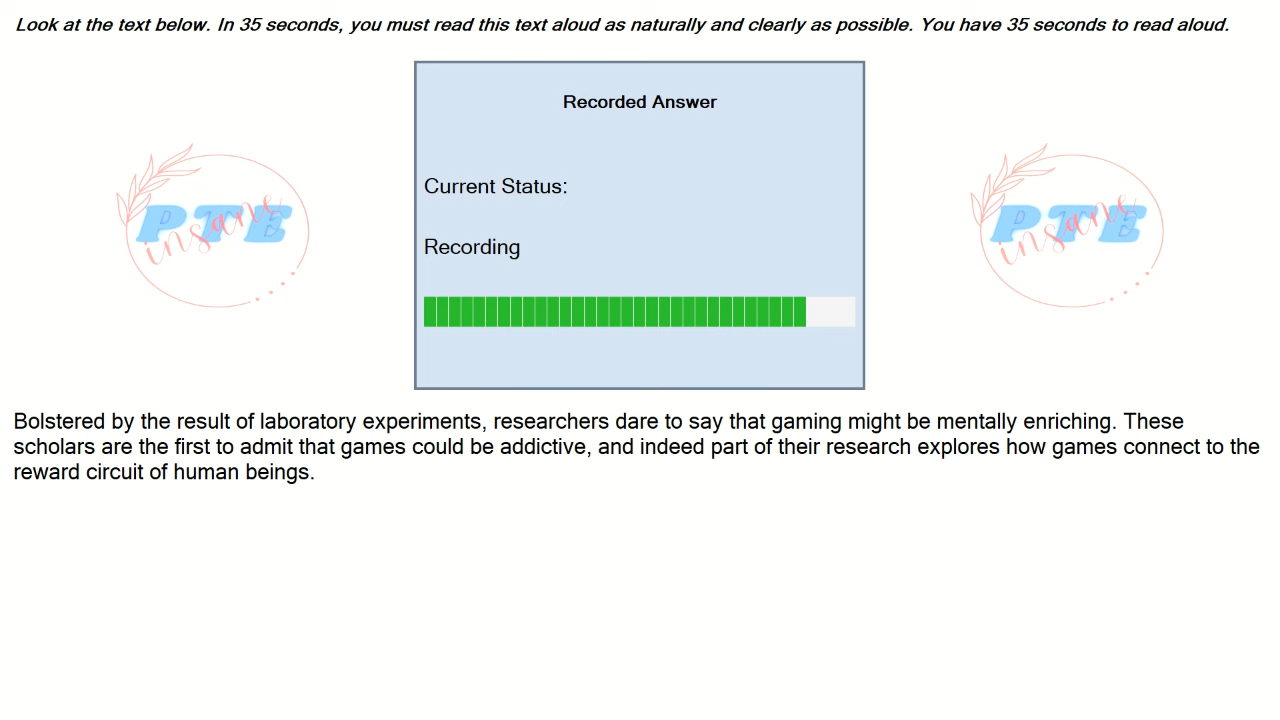 Look at the text below. In 35 seconds, you must read this text aloud as naturally and clearly as possible. You have 35 seconds to read aloud.
Recorded Answer
Current Status:
Recording
PTE
insane
PTE
insane
Bolstered by the result of laboratory experiments, researchers dare to say that gaming might be mentally enriching. These
scholars are the first to admit that games could be addictive, and indeed part of their research explores how games connect to the
reward circuit of human beings.